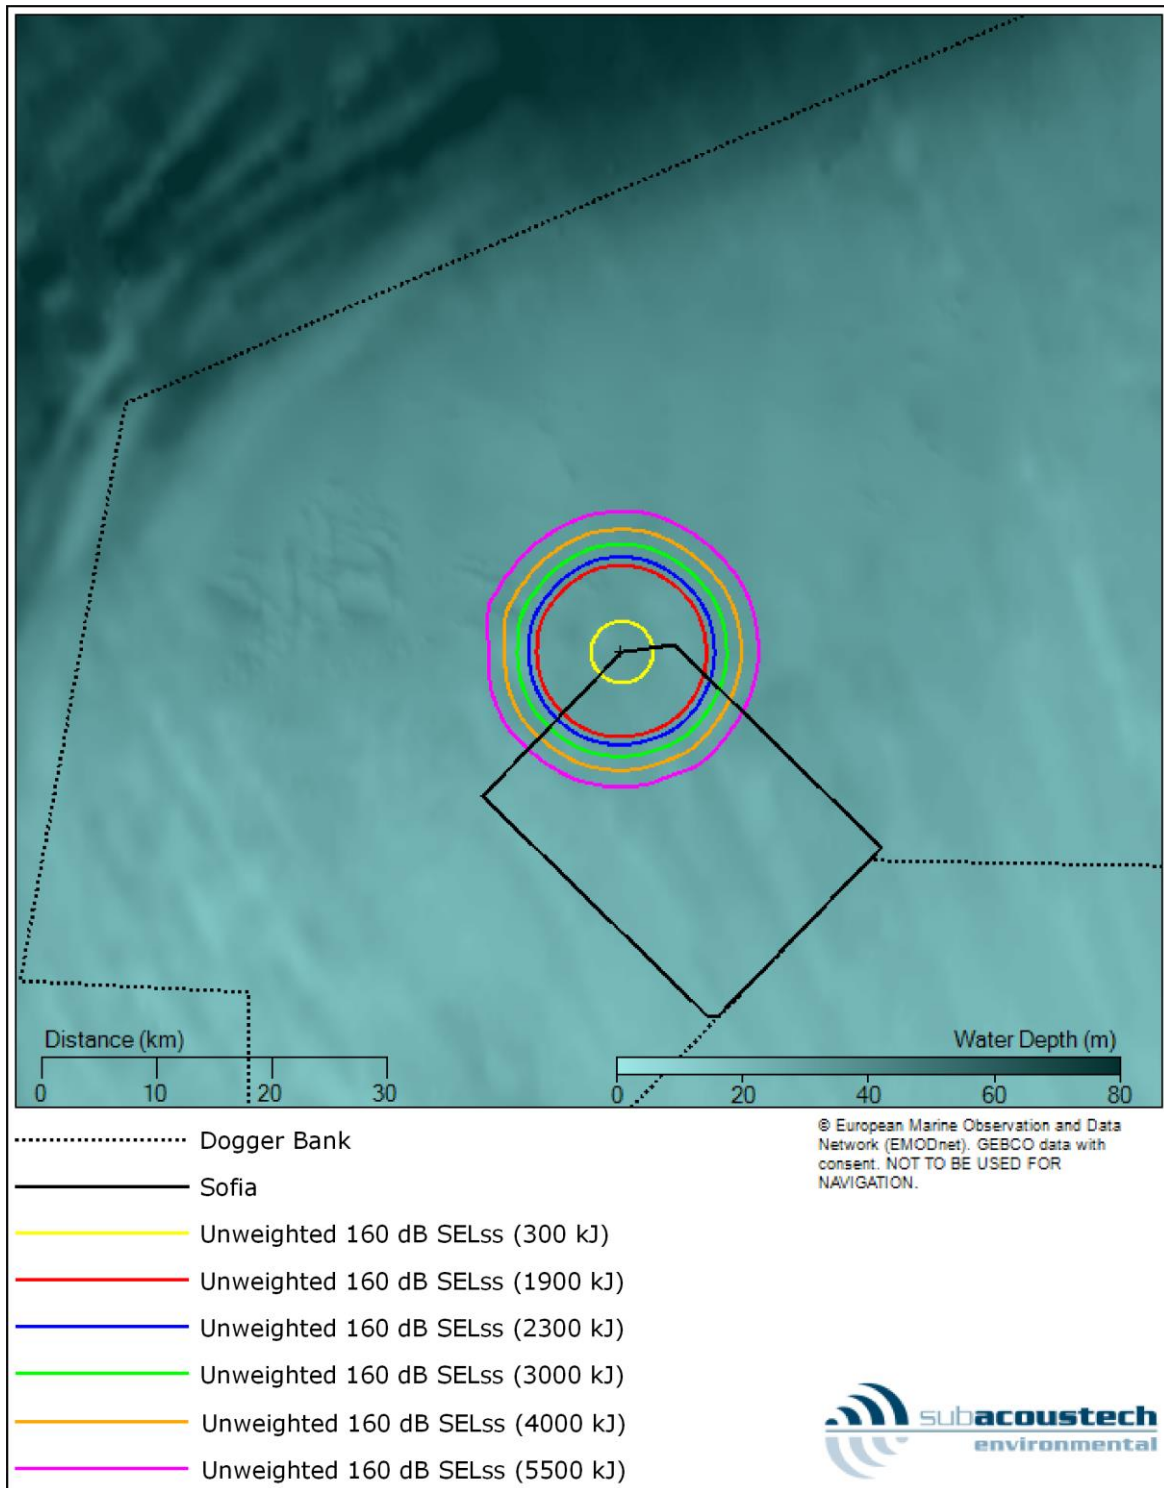 Distance (km)
0 10 20 30
Water Depth (m)
0 20 40 60 80
© European Marine Observation and Data
Network (EMODnet). GEBCO data with
consent. NOT TO BE USED FOR
NAVIGATION.
Dogger Bank
Sofia
Unweighted 160 dB SELss (300 kJ)
Unweighted 160 dB SELss (1900 kJ)
Unweighted 160 dB SELss (2300 kJ)
Unweighted 160 dB SELss (3000 kJ)
Unweighted 160 dB SELss (4000 kJ)
Unweighted 160 dB SELss (5500 kJ)
subacoustech
environmental